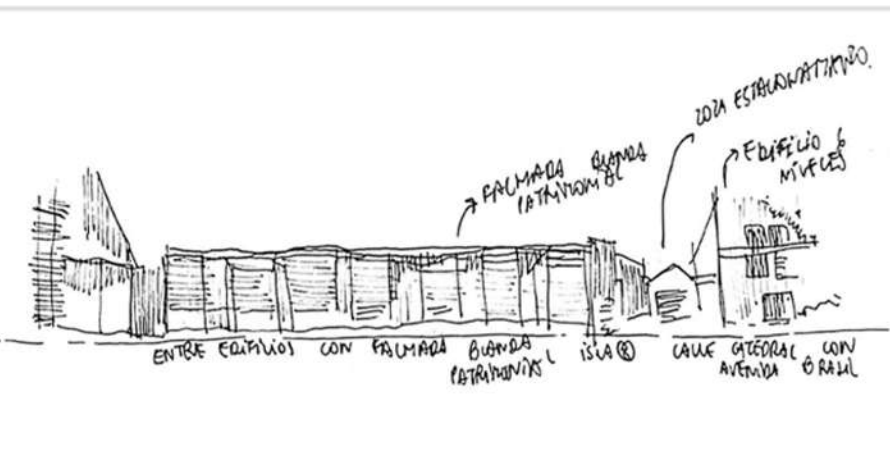 ZONA ESTACIONAMIENTO.
EDIFICIO 6
NIVELES
FACHADA BLANDA
PATRIMONIAL
ENTRE EDIFICIOS CON FACHADA BLANDA
PATRIMONIAL
ISLA
CALLE CATEDRAL CON
AVENIDA BRASIL